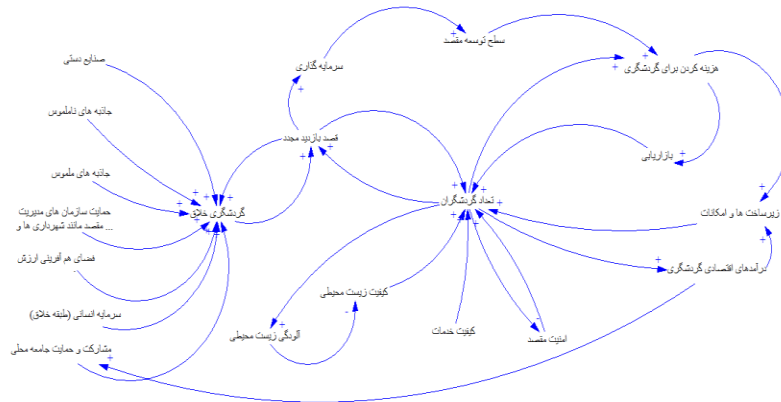 سطح توسعه مقصد
صنایع دستی
سرمایه گذاری
هزینه کردن برای گردشگری
جاذبه های ناملموس
قصد بازدید مجدد
بازاریابی
جاذبه های ملموس
حمایت سازمان های مدیریت
مقصد مانند شهرداری ها و ...
گردشگری خلاق
تعداد گردشگران
زیرساخت ها و امکانات
فضای هم آفرینی ارزش
درآمدهای اقتصادی گردشگری
کیفیت زیست محیطی
سرمایه انسانی (طبقه خلاق)
آلودگی زیست محیطی
کیفیت خدمات
امنیت مقصد
مشارکت و حمایت جامعه محلی